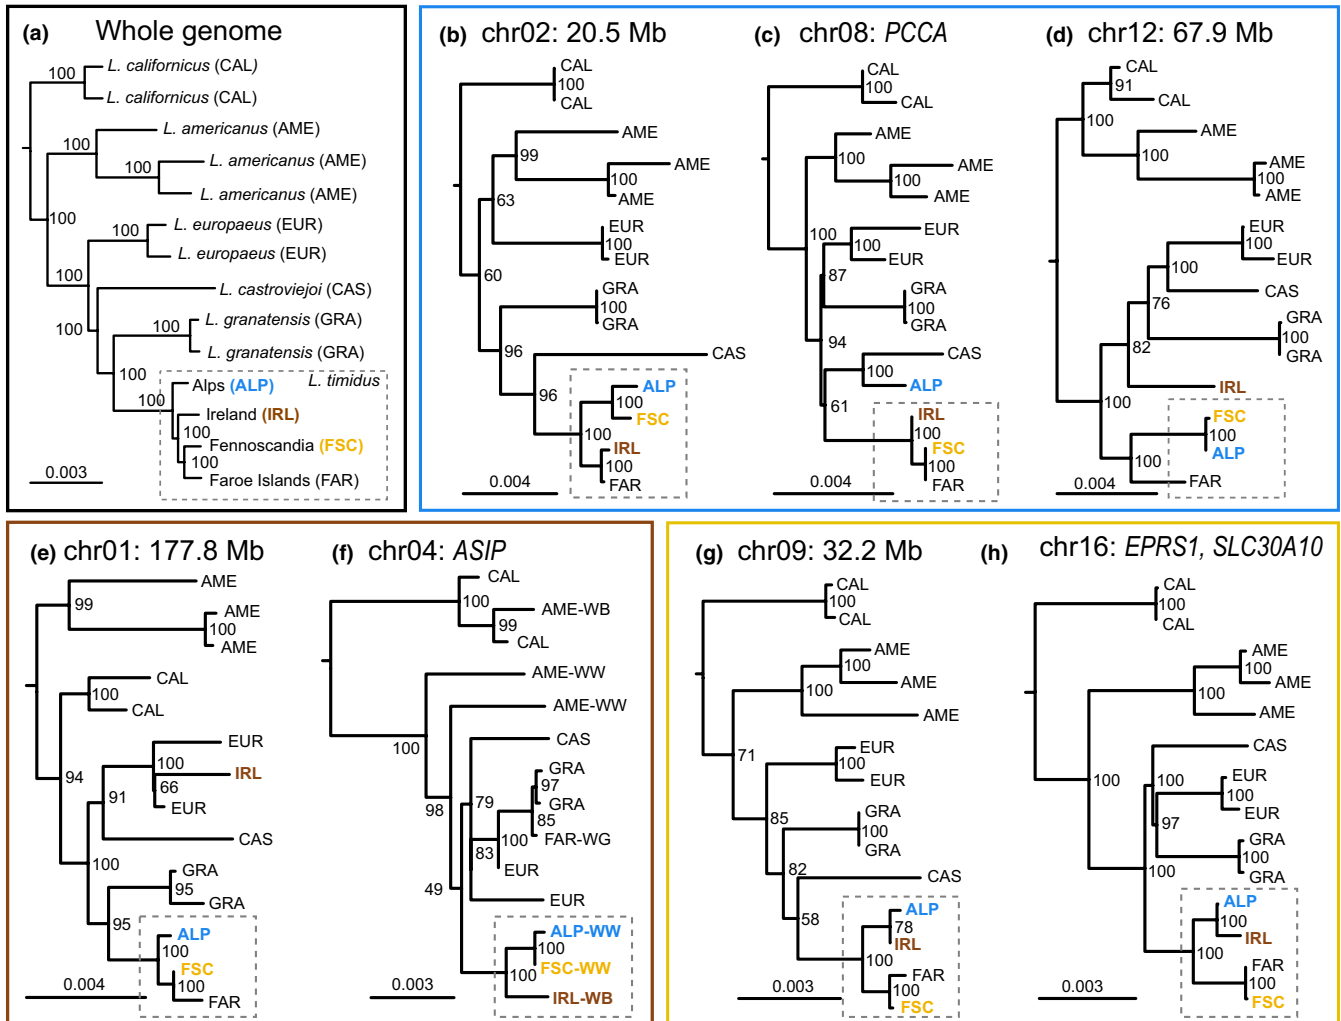 (a) Whole genome
100
L. californicus (CAL)
L. californicus (CAL)
100
L. americanus (AME)
100
L. americanus (AME)
L. americanus (AME)
100
100
L. europaeus (EUR)
L. europaeus (EUR)
100
L. castroviejoi (CAS)
100
100
L. granatensis (GRA)
L. granatensis (GRA)
100
L. timidus
Alps (ALP)
100
Ireland (IRL)
100
Fennoscandia (FSC)
100
Faroe Islands (FAR)
0.003
(b) chr02: 20.5 Mb
CAL
100
CAL
AME
99
AME
100
AME
63
EUR
100
EUR
60
GRA
100
GRA
96
CAS
96
ALP
100
FSC
100
IRL
100
FAR
0.004
(c) chr08: PCCA
CAL
100
CAL
AME
100
AME
100
AME
100
EUR
100
EUR
87
GRA
100
GRA
94
CAS
100
ALP
61
IRL
100
FSC
100
FAR
0.004
(d) chr12: 67.9 Mb
CAL
91
CAL
100
AME
100
AME
100
AME
EUR
100
EUR
100
CAS
76
GRA
100
GRA
82
IRL
100
FSC
100
ALP
100
FAR
0.004
(e) chr01: 177.8 Mb
AME
99
AME
100
AME
CAL
100
CAL
94
EUR
100
IRL
66
EUR
91
CAS
100
GRA
95
GRA
95
ALP
100
FSC
100
FAR
0.004
(f) chr04: ASIP
CAL
100
AME-WB
99
CAL
AME-WW
AME-WW
100
CAS
GRA
97
GRA
79
98
85
FAR-WG
100
83
EUR
49
EUR
ALP-WW
100
FSC-WW
100
IRL-WB
0.003
(g) chr09: 32.2 Mb
CAL
100
CAL
AME
100
AME
100
AME
71
EUR
100
EUR
85
GRA
100
GRA
82
CAS
58
ALP
78
IRL
100
FAR
100
FSC
0.003
(h) chr16: EPRS1, SLC30A10
CAL
100
CAL
AME
100
AME
100
AME
CAS
100
100
EUR
100
EUR
97
GRA
100
GRA
100
ALP
100
IRL
100
FAR
100
FSC
0.003